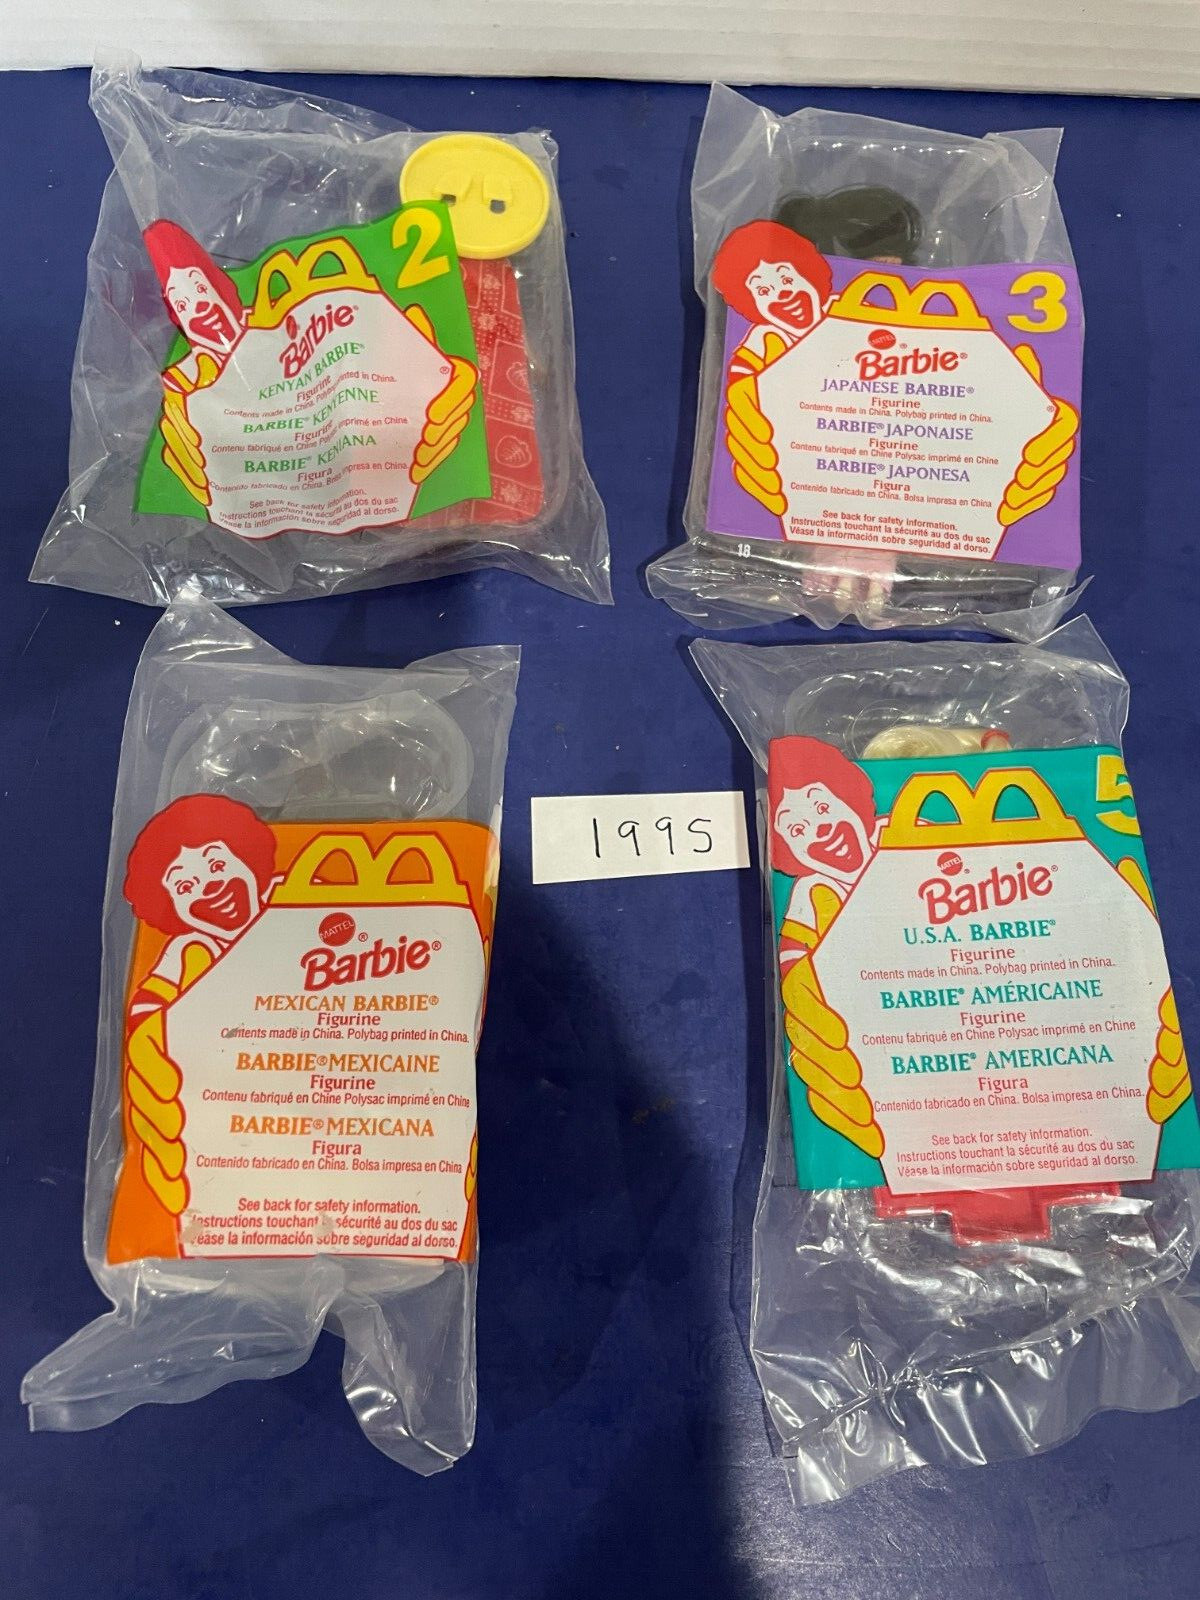 2
Barbie®
KENYAN BARBIE®
Figurine
Contents made in China. Polybag printed in China.
BARBIE® KENYENNE
Figurine
Contenu fabriqué en Chine Polysac imprimé en Chine
BARBIE® KENIANA
Figura
Contenido fabricado en China. Bolsa impresa en China.
See back for safety information.
Instructions touchant la sécurité au dos du sac
Véase la información sobre seguridad al dorso.
®
3
MATTEL
Barbie®
JAPANESE BARBIE®
Figurine
Contents made in China. Polybag printed in China.
BARBIE® JAPONAISE
Figurine
Contenu fabriqué en Chine Polysac imprimé en Chine
BARBIE® JAPONESA
Figura
Contenido fabricado en China. Bolsa impresa en China
See back for safety information.
Instructions touchant la sécurité au dos du sac
Véase la información sobre seguridad al dorso.
®
18
MATTEL
Barbie®
MEXICAN BARBIE®
Figurine
Contents made in China. Polybag printed in China.
BARBIE® MEXICAINE
Figurine
Contenu fabriqué en Chine Polysac imprimé en Chine
BARBIE® MEXICANA
Figura
Contenido fabricado en China. Bolsa impresa en China
See back for safety information.
Instructions touchant la sécurité au dos du sac
Véase la información sobre seguridad al dorso.
1995
5
MATTEL
Barbie®
U.S.A. BARBIE®
Figurine
Contents made in China. Polybag printed in China.
BARBIE® AMÉRICAINE
Figurine
Contenu fabriqué en Chine Polysac imprimé en Chine
BARBIE® AMERICANA
Figura
Contenido fabricado en China. Bolsa impresa en China.
See back for safety information.
Instructions touchant la sécurité au dos du sac
Véase la información sobre seguridad al dorso.